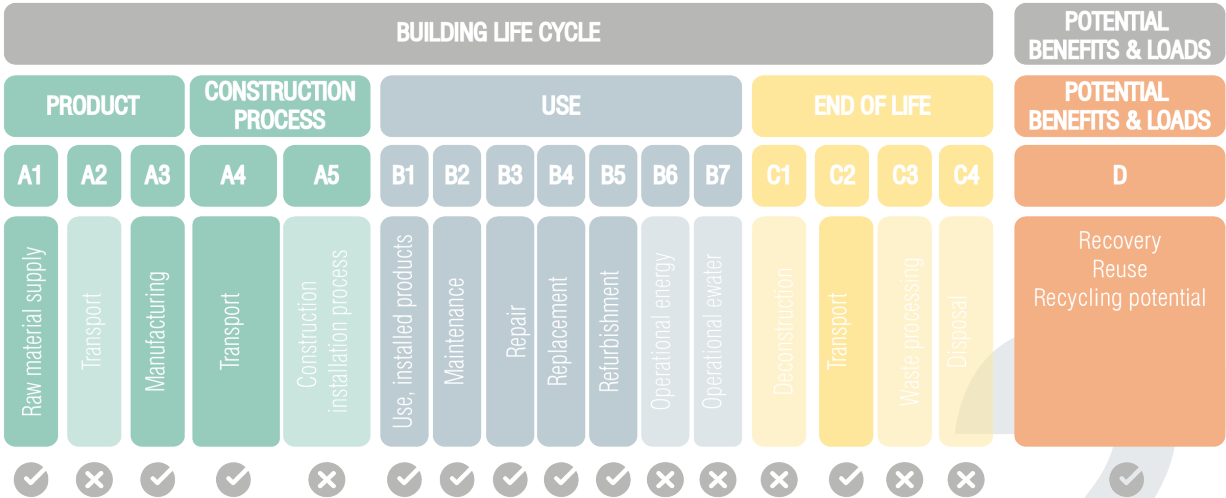 BUILDING LIFE CYCLE
POTENTIAL
BENEFITS & LOADS
PRODUCT
CONSTRUCTION
PROCESS
USE
END OF LIFE
POTENTIAL
BENEFITS & LOADS
A1
A2
A3
A4
A5
B1
B2
B3
B4
B5
B6
B7
C1
C2
C3
C4
D
Raw material supply
Transport
Manufacturing
Transport
Construction
installation process
Use, installed products
Maintenance
Repair
Replacement
Refurbishment
Operational energy
Operational ewater
Deconstruction
Transport
Waste processing
Disposal
Recovery
Reuse
Recycling potential